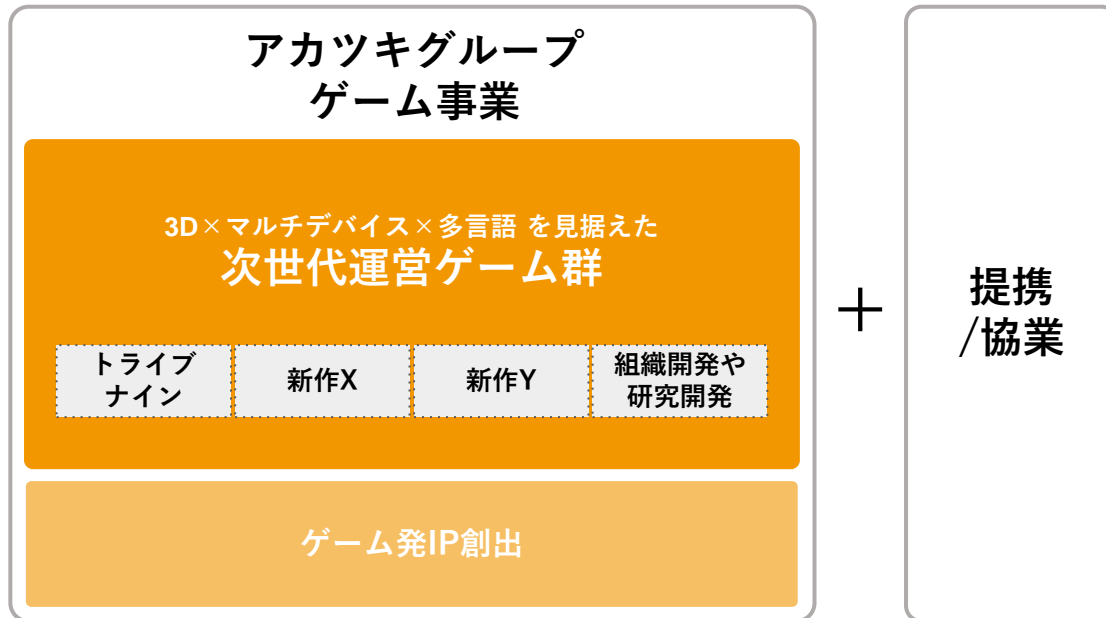 アカツキグループ
ゲーム事業
3D×マルチデバイス×多言語 を見据えた
次世代運営ゲーム群
トライブ
ナイン
新作X
新作Y
組織開発や
研究開発
ゲーム発IP創出
＋
提携
/協業